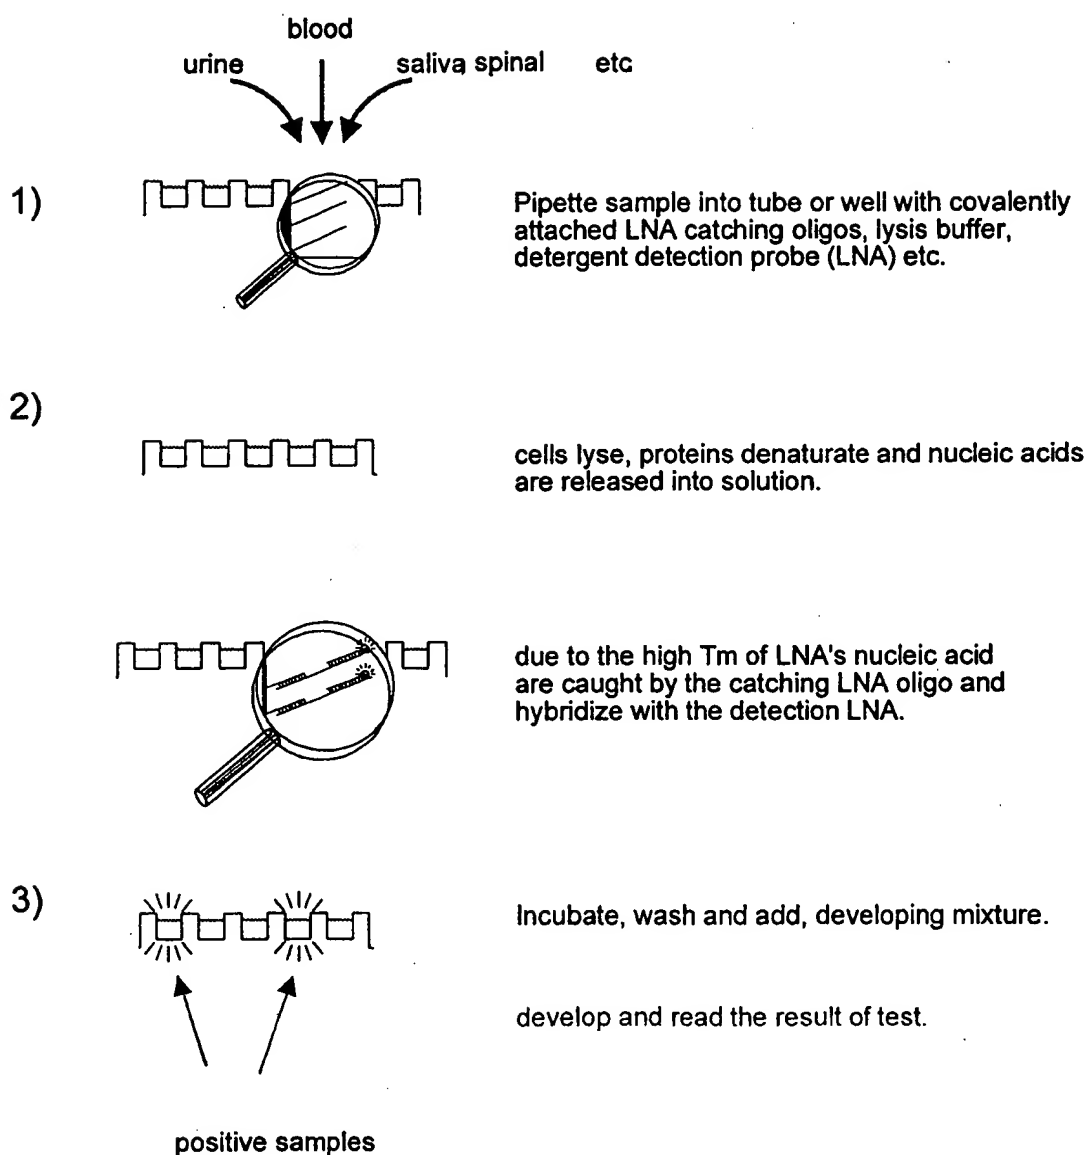 blood
urine
saliva spinal etc
1)
Pipette sample into tube or well with covalently
attached LNA catching oligos, lysis buffer,
detergent detection probe (LNA) etc.
2)
cells lyse, proteins denaturate and nucleic acids
are released into solution.
due to the high Tm of LNA's nucleic acid
are caught by the catching LNA oligo and
hybridize with the detection LNA.
3)
Incubate, wash and add, developing mixture.
develop and read the result of test.
positive samples